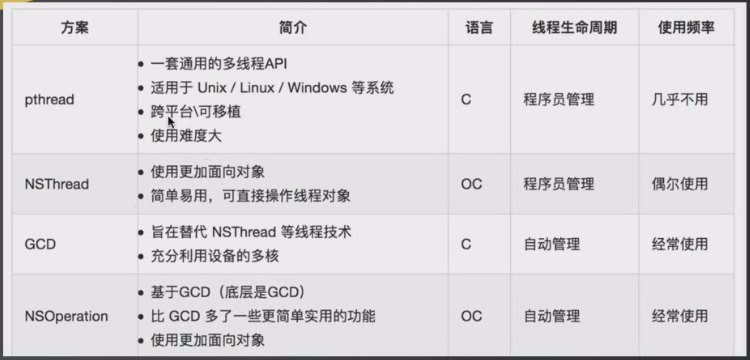 方案 简介 语言 线程生命周期 使用频率
pthread
一套通用的多线程API
适用于 Unix / Linux / Windows 等系统
跨平台\可移植
使用难度大
C 程序员管理 几乎不用
NSThread
使用更加面向对象
简单易用，可直接操作线程对象
OC 程序员管理 偶尔使用
GCD
旨在替代 NSThread 等线程技术
充分利用设备的多核
C 自动管理 经常使用
NSOperation
基于GCD（底层是GCD）
比 GCD 多了一些更简单实用的功能
使用更加面向对象
OC 自动管理 经常使用